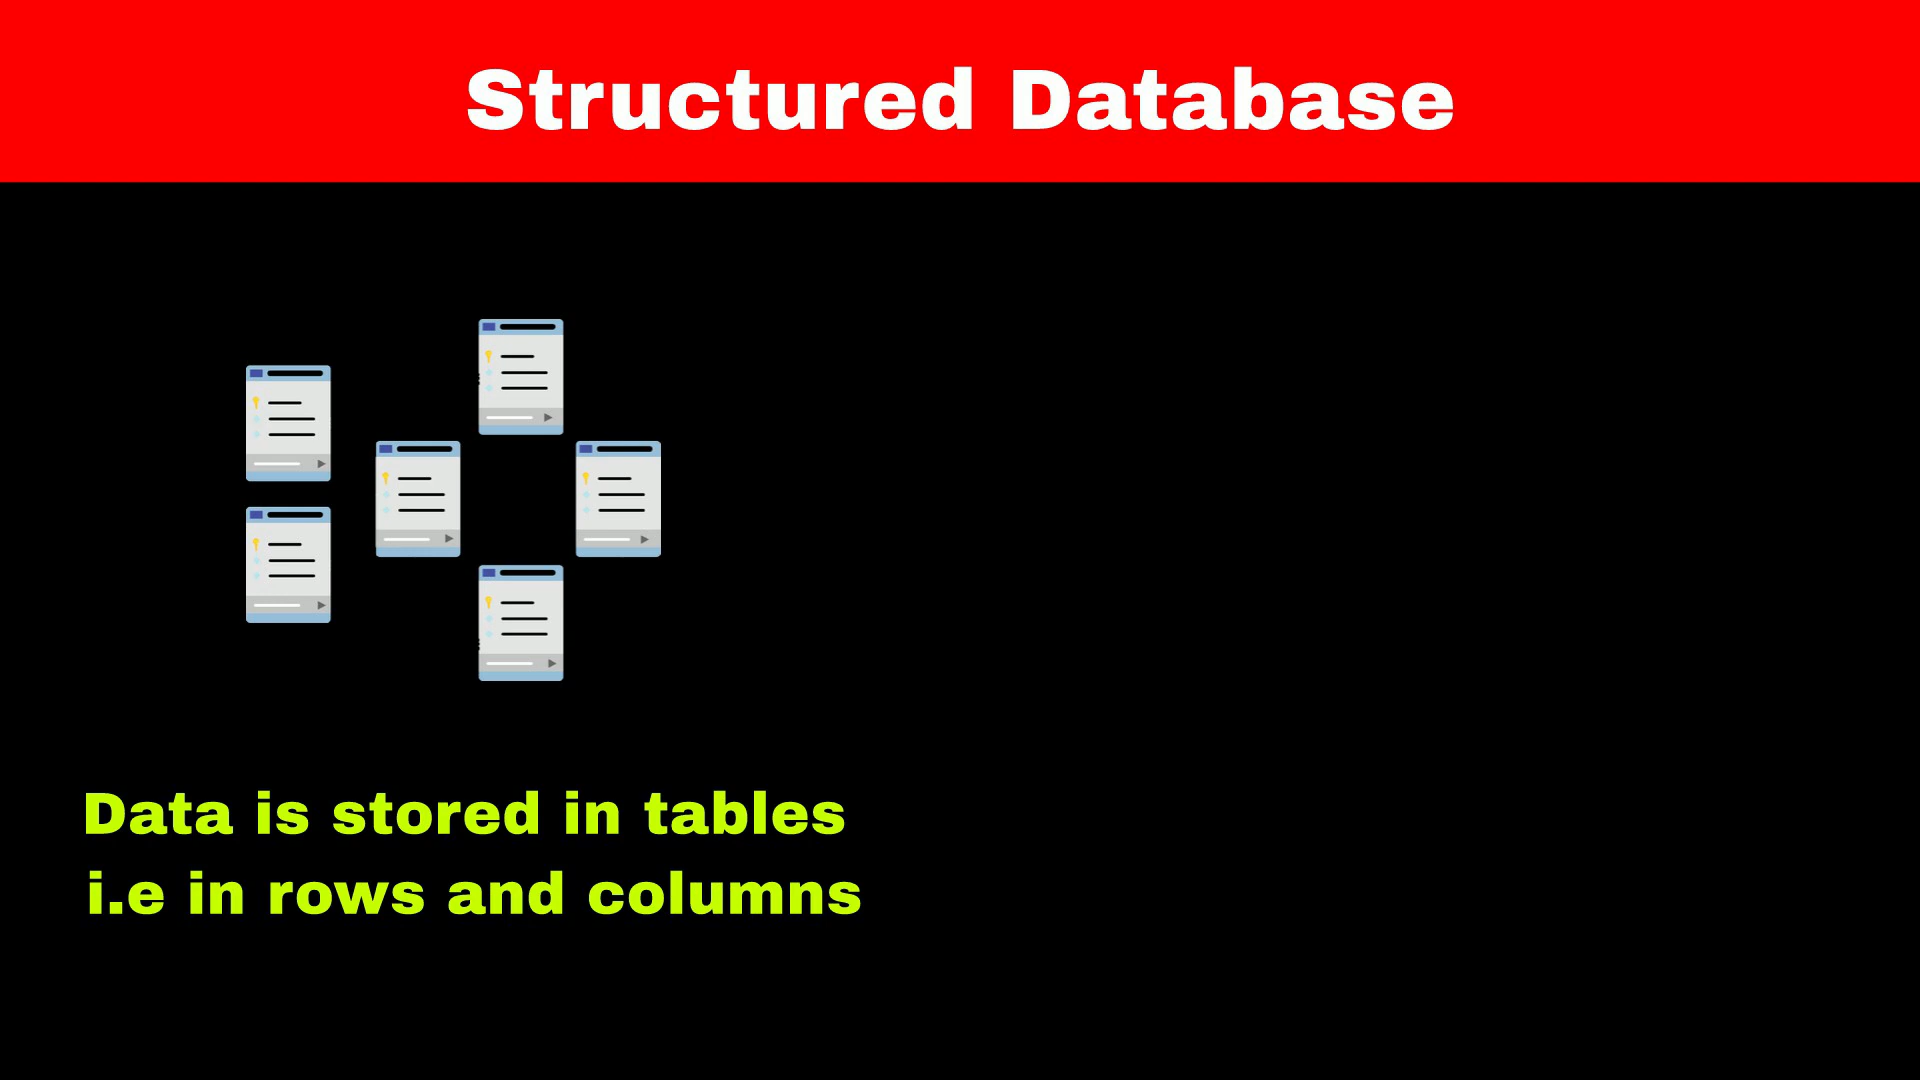 Structured Database
Data is stored in tables
i.e in rows and columns